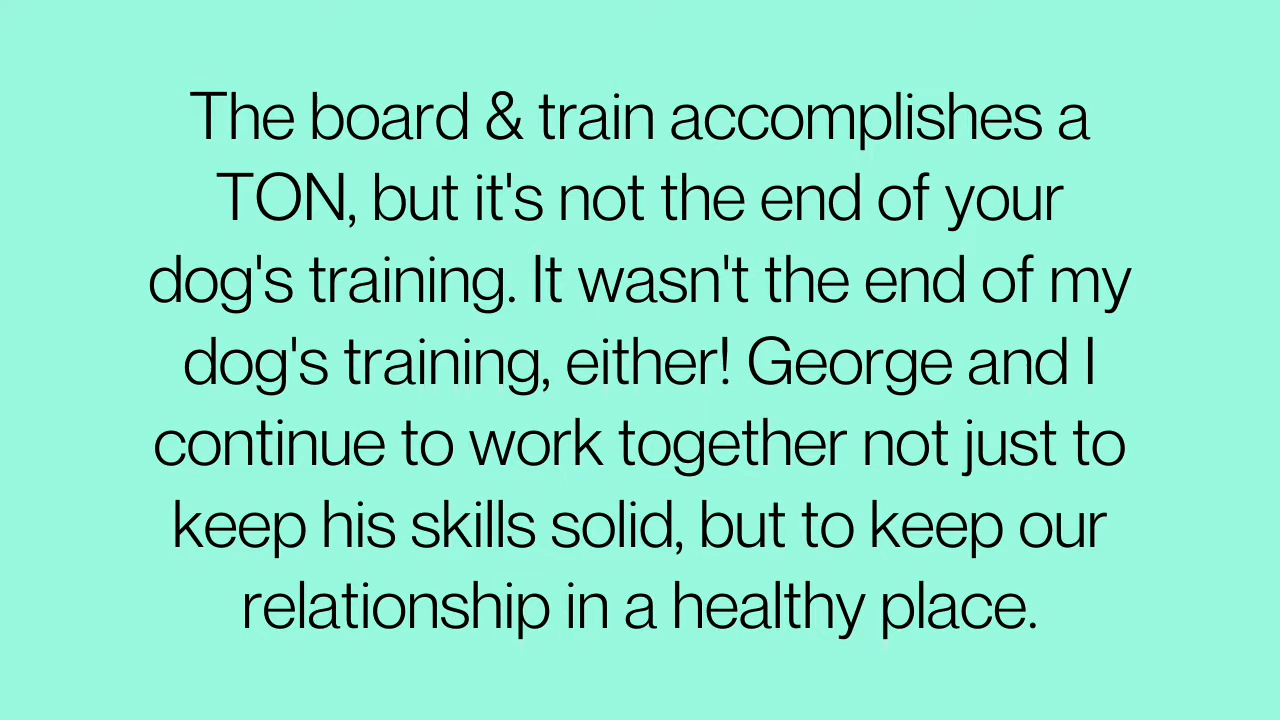 The board & train accomplishes a
TON, but it's not the end of your
dog's training. It wasn't the end of my
dog's training, either! George and I
continue to work together not just to
keep his skills solid, but to keep our
relationship in a healthy place.